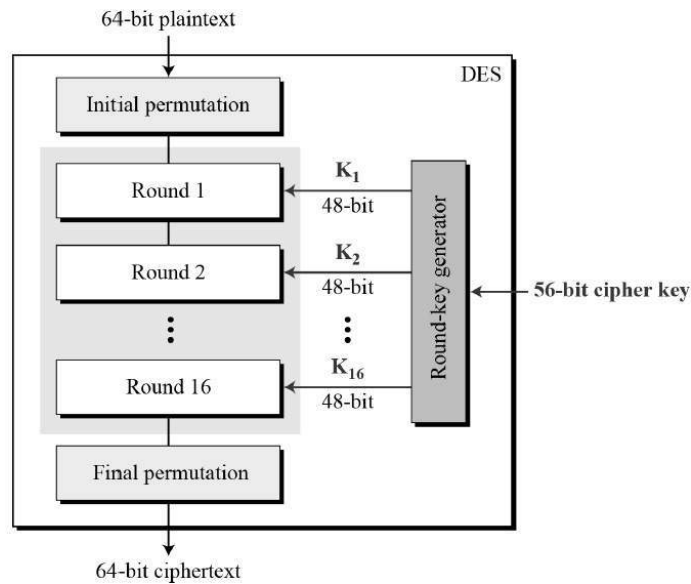 64-bit plaintext
DES
Initial permutation
Round 1
K1
48-bit
Round 2
K2
48-bit
Round 16
K16
48-bit
Round-key generator
56-bit cipher key
Final permutation
64-bit ciphertext